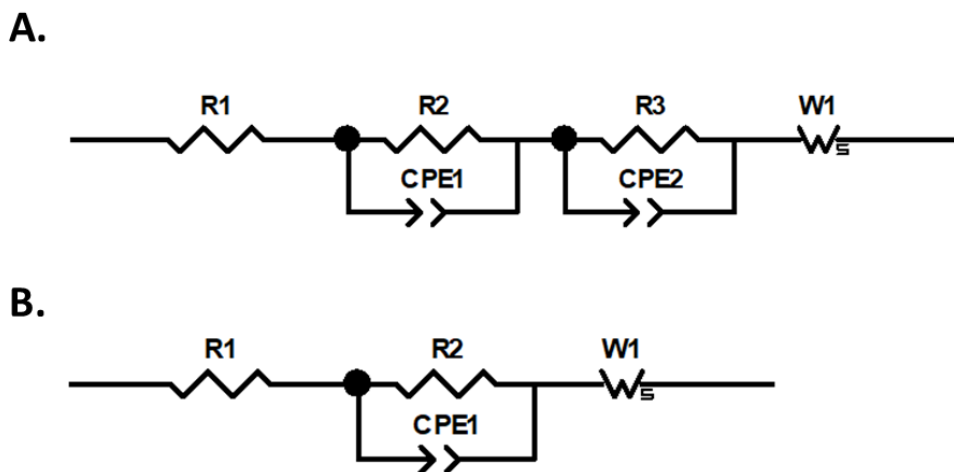 A.
R1 R2 R3 W1
CPE1 CPE2
s
B.
R1 R2 W1
s
CPE1